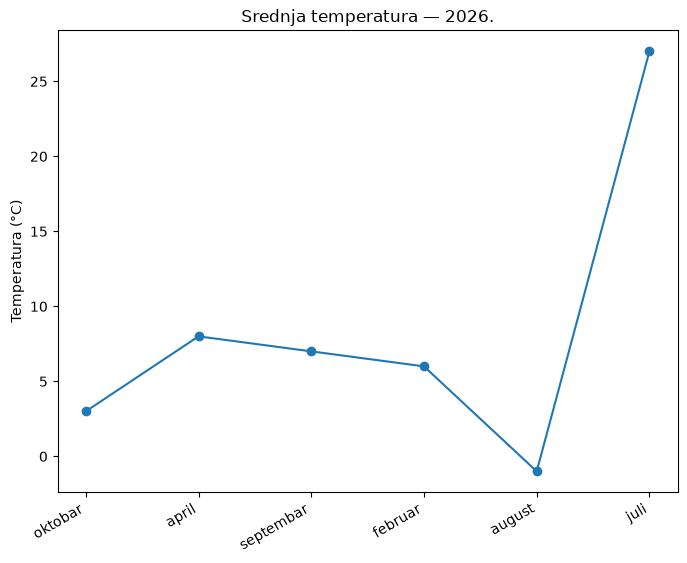 Srednja temperatura — 2026.
Temperatura (°C)
25
20
15
10
5
0
oktobar
april
septembar
februar
august
juli